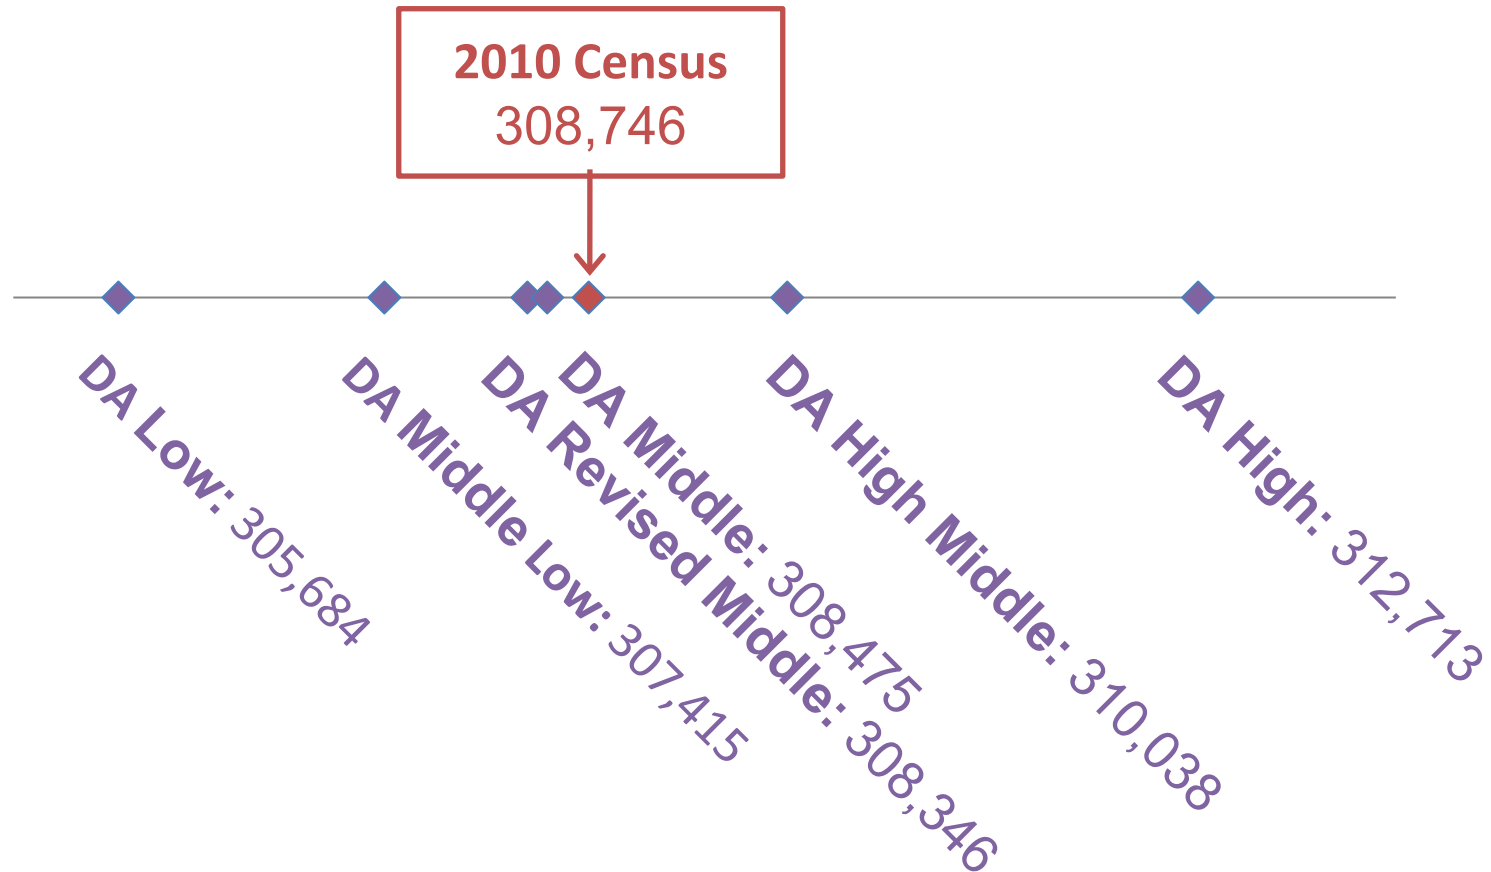 2010 Census
308,746
DA Low: 305,684
DA Middle Low: 307,415
DA Revised Middle: 308,346
DA Middle: 308,475
DA High Middle: 310,038
DA High: 312,713